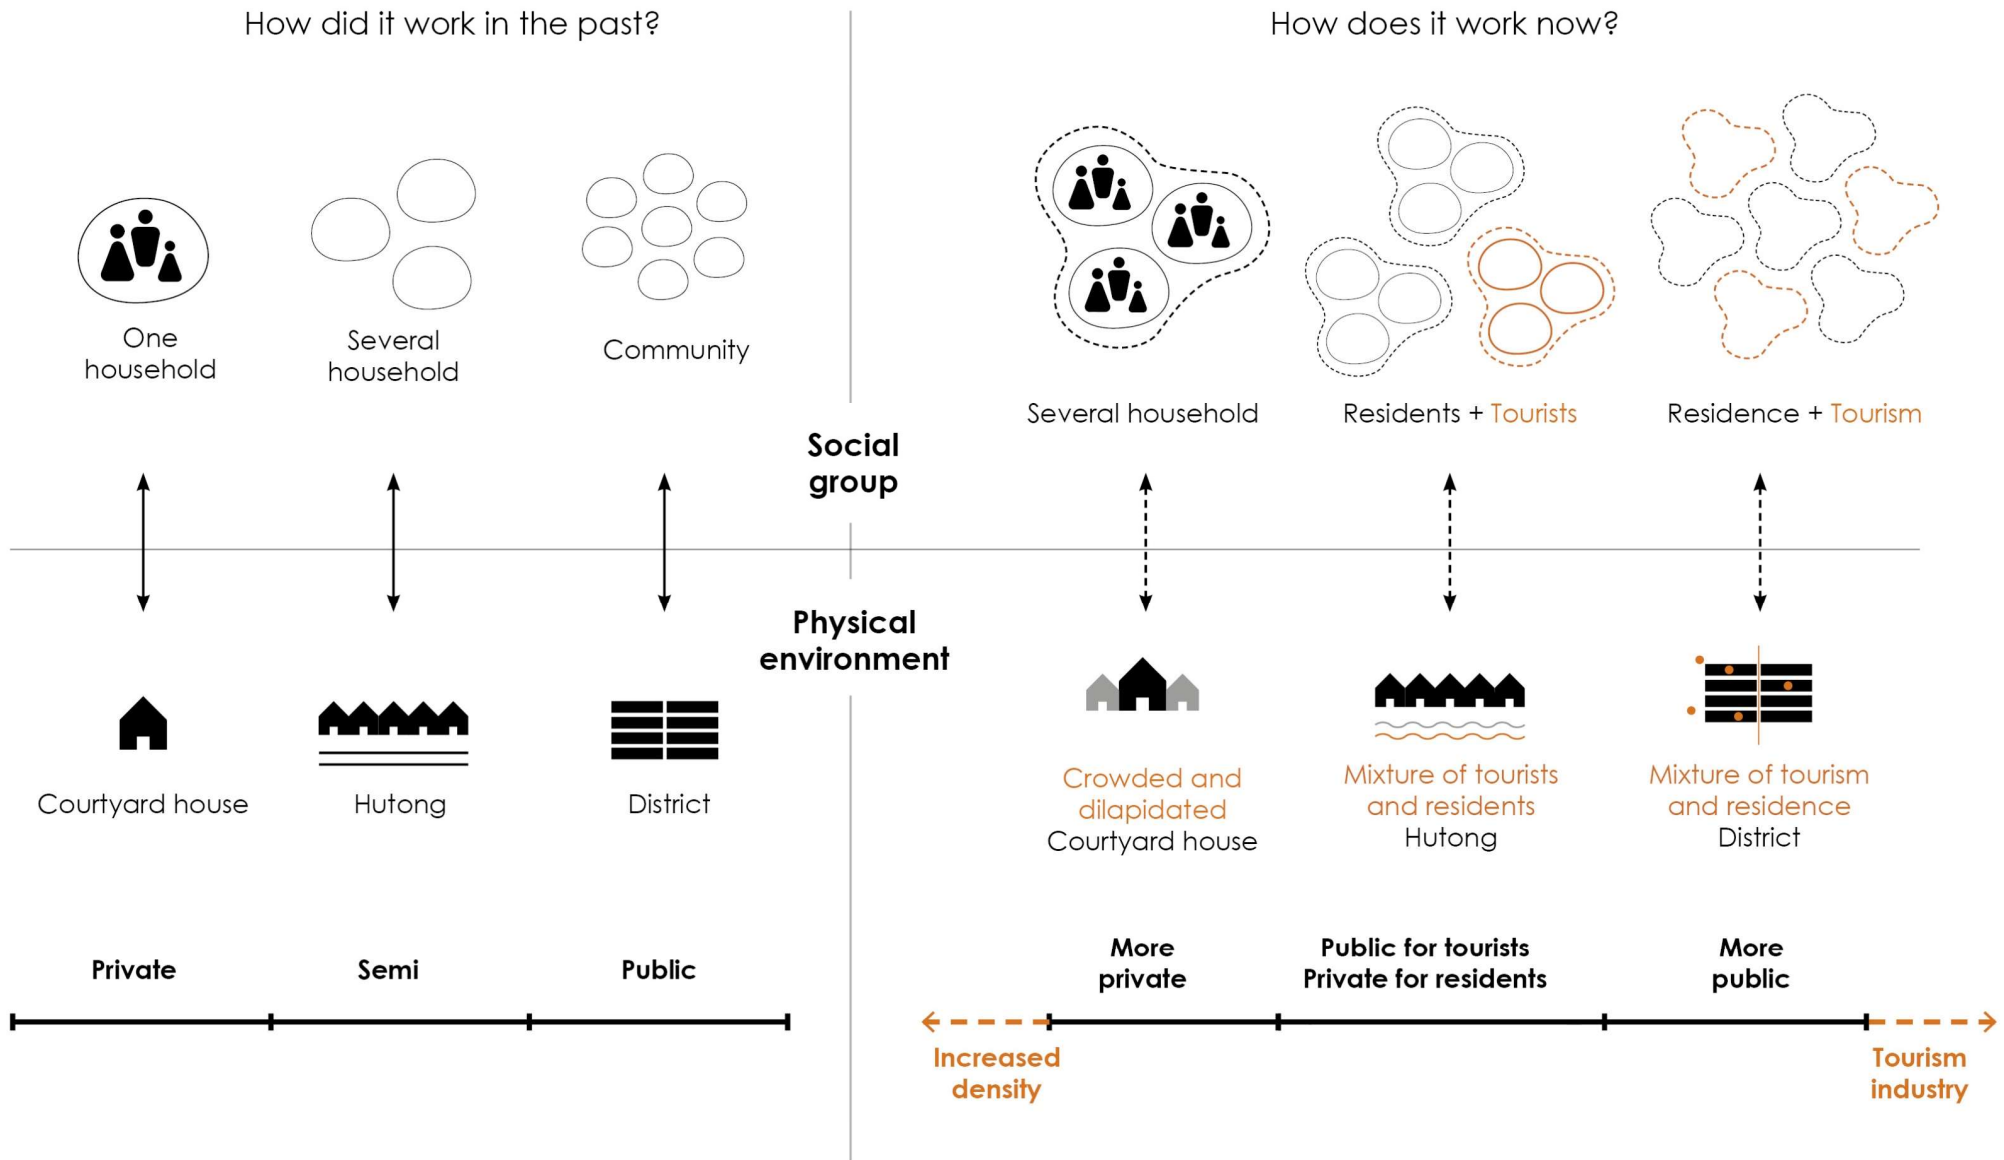 How did it work in the past?
How does it work now?
One
household
Several
household
Community
Several household
Residents + Tourists
Residence + Tourism
Social
group
Physical
environment
Courtyard house
Hutong
District
Crowded and
dilapidated
Courtyard house
Mixture of tourists
and residents
Hutong
Mixture of tourism
and residence
District
Private
Semi
Public
More
private
Public for tourists
Private for residents
More
public
Increased
density
Tourism
industry